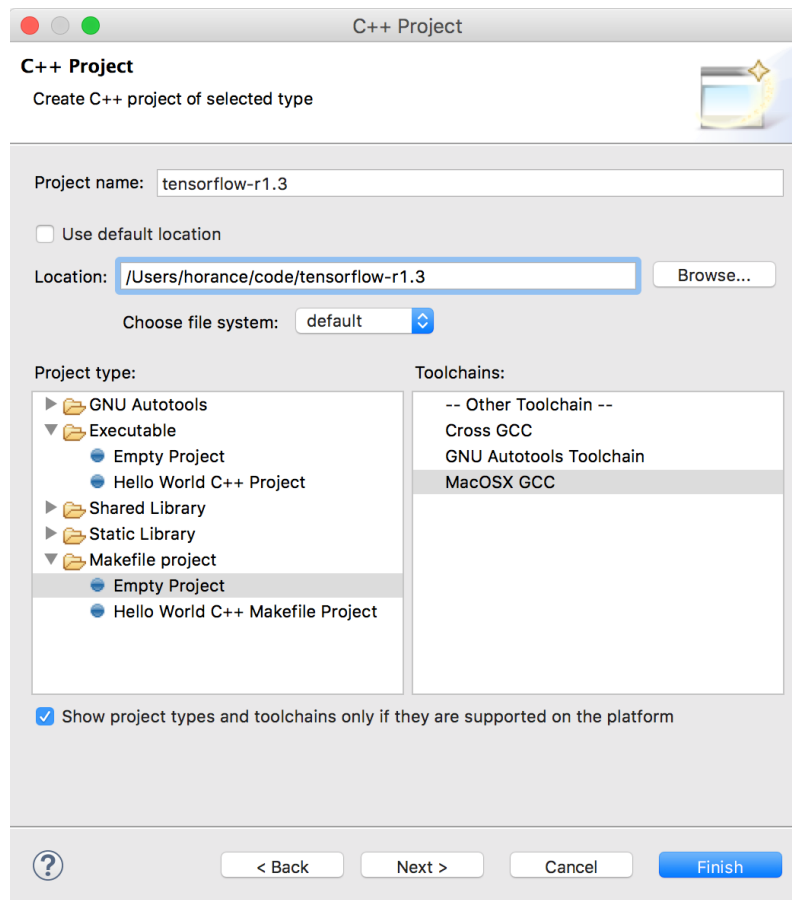 C++ Project
C++ Project
Create C++ project of selected type
Project name: tensorflow-r1.3
Use default location
Location: /Users/horance/code/tensorflow-r1.3 Browse...
Choose file system: default
Project type: Toolchains:
GNU Autotools -- Other Toolchain --
Executable Cross GCC
Empty Project GNU Autotools Toolchain
Hello World C++ Project MacOSX GCC
Shared Library
Static Library
Makefile project
Empty Project
Hello World C++ Makefile Project
Show project types and toolchains only if they are supported on the platform
? < Back Next > Cancel Finish